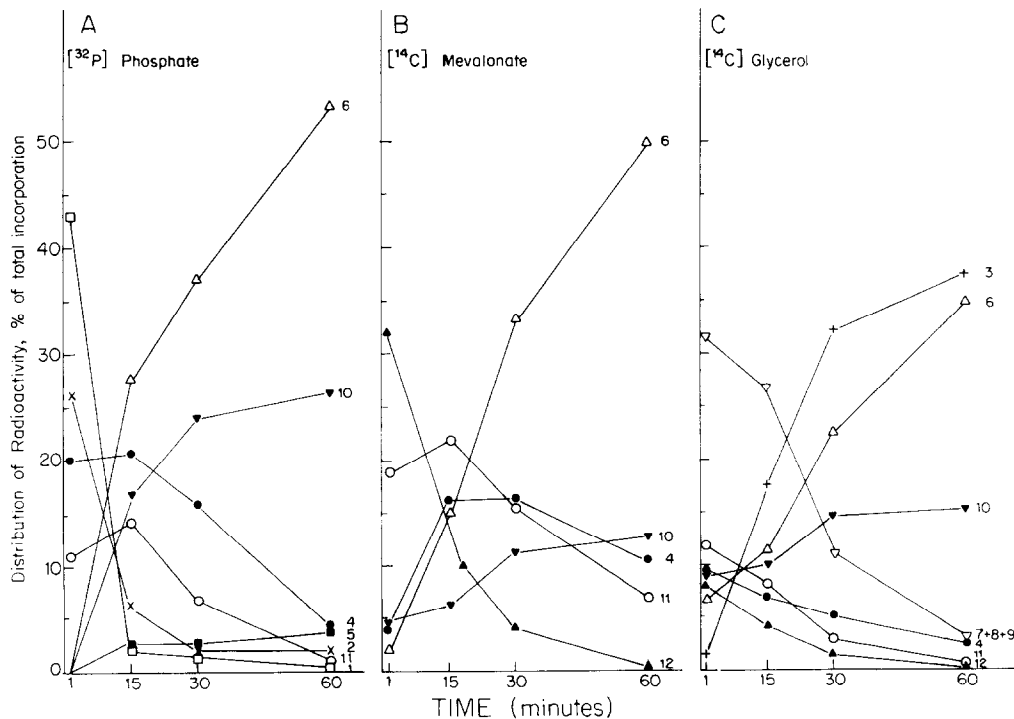 A
[³²P] Phosphate
B
[¹⁴C] Mevalonate
C
[¹⁴C] Glycerol
Distribution of Radioactivity, % of total incorporation
50
40
30
20
10
0
6
10
4
5
2
11
1
1 15 30 60
6
10
4
11
12
1 15 30 60
3
6
10
7+8+9
4
11
12
1 15 30 60
TIME (minutes)